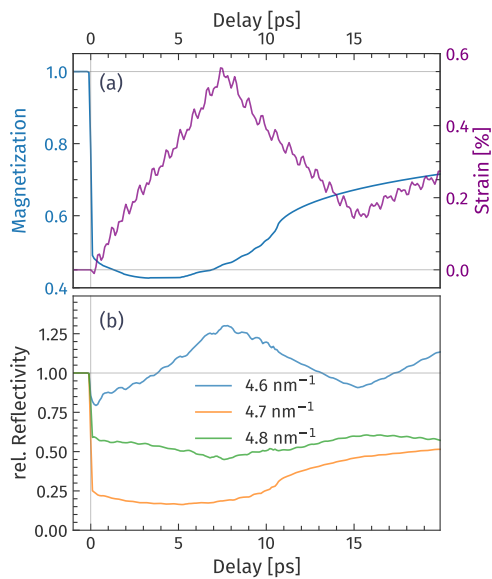 Delay [ps]
0 5 10 15
(a)
Magnetization
1.0
0.8
0.6
0.4
Strain [%]
0.6
0.4
0.2
0.0
(b)
rel. Reflectivity
1.25
1.00
0.75
0.50
0.25
0.00
4.6 nm⁻¹
4.7 nm⁻¹
4.8 nm⁻¹
0 5 10 15
Delay [ps]